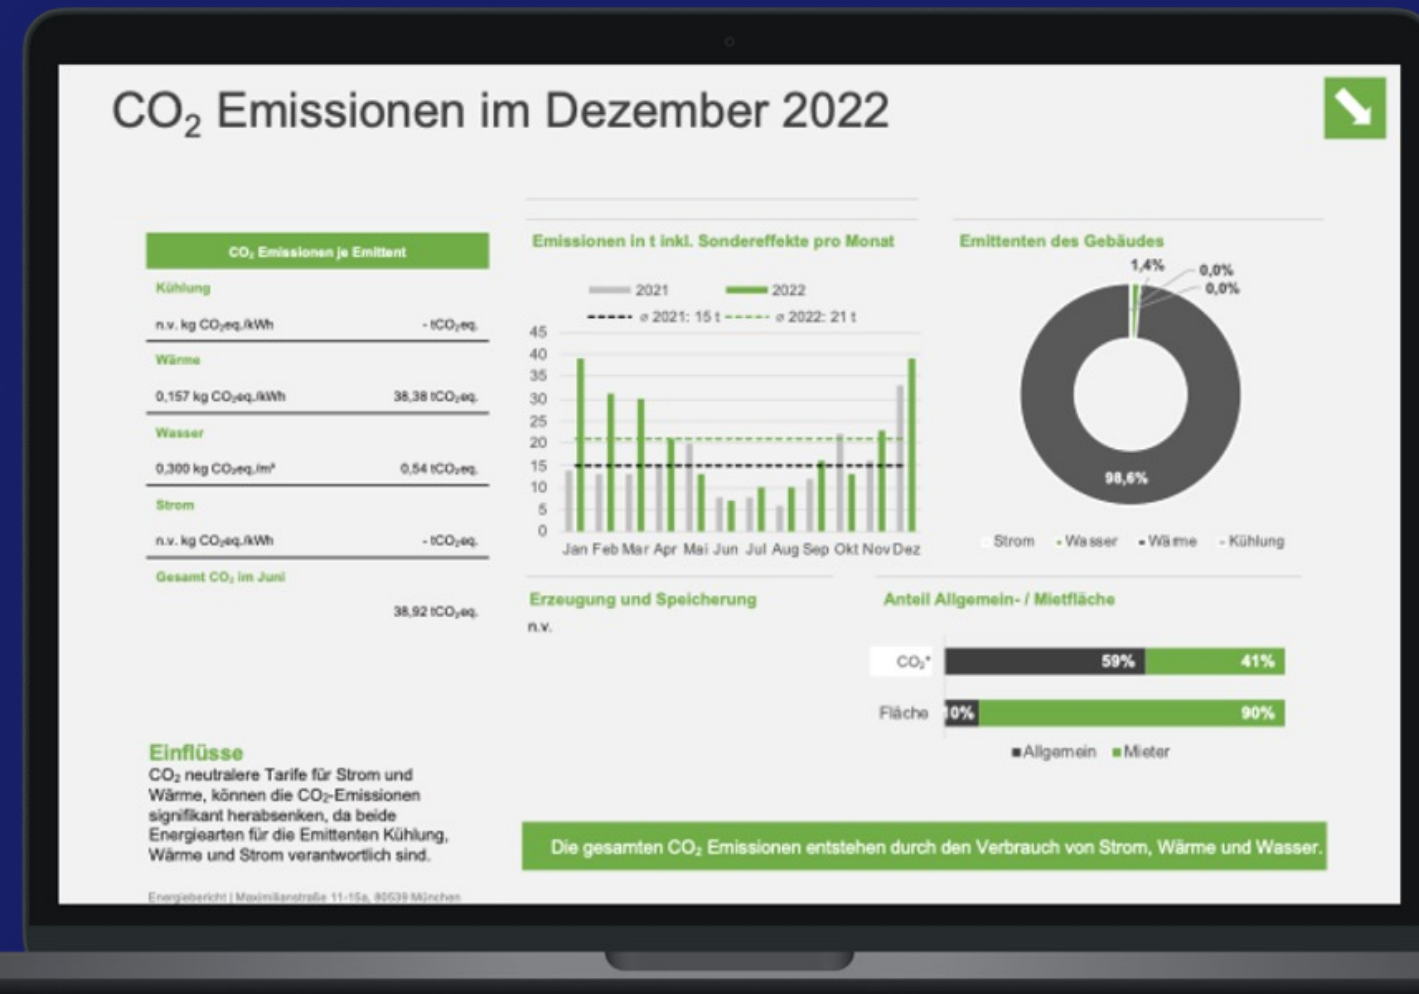 CO₂ Emissionen im Dezember 2022
CO₂ Emissionen je Emittent
Kühlung
n.v. kg CO₂eq./kWh - tCO₂eq.
Wärme
0,157 kg CO₂eq./kWh 38,38 tCO₂eq.
Wasser
0,300 kg CO₂eq./m³ 0,54 tCO₂eq.
Strom
n.v. kg CO₂eq./kWh - tCO₂eq.
Gesamt CO₂ im Juni
38,92 tCO₂eq.
Einflüsse
CO₂ neutralere Tarife für Strom und
Wärme, können die CO₂-Emissionen
signifikant herabsenken, da beide
Energiearten für die Emittenten Kühlung,
Wärme und Strom verantwortlich sind.
Energiebericht | Maximilianstraße 11-15a, 80539 München
Emissionen in t inkl. Sondereffekte pro Monat
2021 2022
ø 2021: 15 t ø 2022: 21 t
45
40
35
30
25
20
15
10
5
0
Jan Feb Mar Apr Mai Jun Jul Aug Sep Okt Nov Dez
Emittenten des Gebäudes
1,4% 0,0%
0,0%
98,6%
Strom Wasser Wärme Kühlung
Erzeugung und Speicherung
n.v.
Anteil Allgemein- / Mietfläche
CO₂* 59% 41%
Fläche 10% 90%
Allgemein Mieter
Die gesamten CO₂ Emissionen entstehen durch den Verbrauch von Strom, Wärme und Wasser.